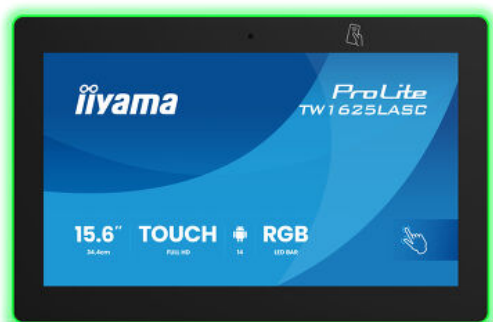 iiyama
ProLite
TW1625LASC
15.6" TOUCH RGB
34.4cm FULL HD 14 LED BAR